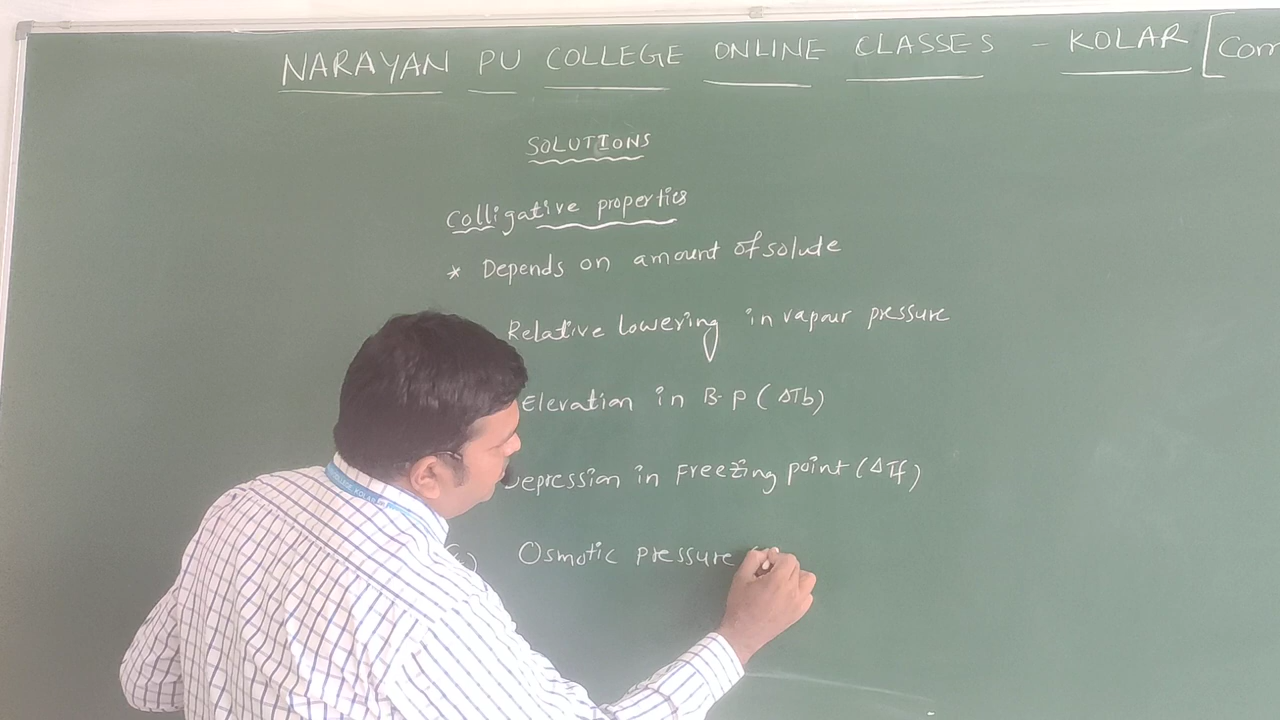 NARAYAN PU COLLEGE ONLINE CLASSES - KOLAR [Com
SOLUTIONS
Colligative properties
* Depends on amount of solute
Relative lowering in vapour pressure
Elevation in B.P (ΔTb)
Depression in Freezing point (ΔTf)
Osmotic pressure